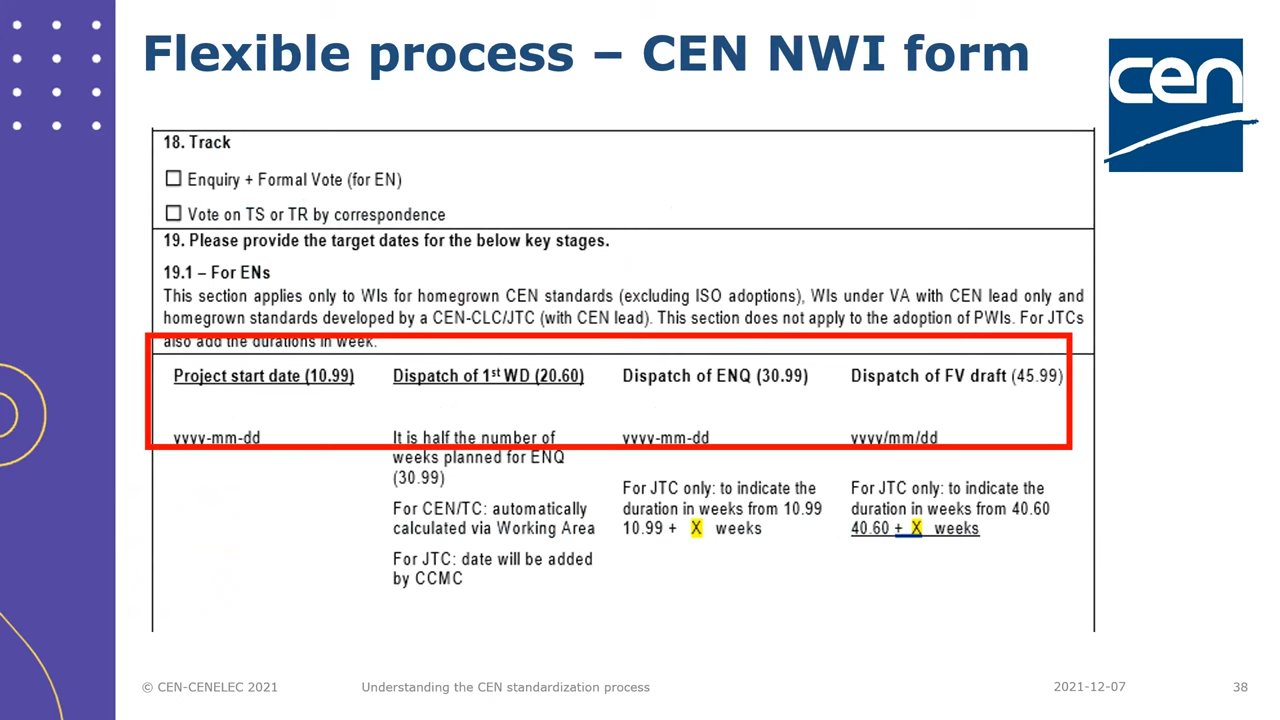 Flexible process – CEN NWI form
cen
18. Track
☐ Enquiry + Formal Vote (for EN)
☐ Vote on TS or TR by correspondence
19. Please provide the target dates for the below key stages.
19.1 – For ENs
This section applies only to WIs for homegrown CEN standards (excluding ISO adoptions), WIs under VA with CEN lead only and
homegrown standards developed by a CEN-CLC/JTC (with CEN lead). This section does not apply to the adoption of PWIs. For JTCs
also add the durations in week.
Project start date (10.99)
yyyy-mm-dd
Dispatch of 1st WD (20.60)
It is half the number of
weeks planned for ENQ
(30.99)
For CEN/TC: automatically
calculated via Working Area
For JTC: date will be added
by CCMC
Dispatch of ENQ (30.99)
yyyy-mm-dd
For JTC only: to indicate the
duration in weeks from 10.99
10.99 + X weeks
Dispatch of FV draft (45.99)
yyyy/mm/dd
For JTC only: to indicate the
duration in weeks from 40.60
40.60 + X weeks
© CEN-CENELEC 2021
Understanding the CEN standardization process
2021-12-07
38